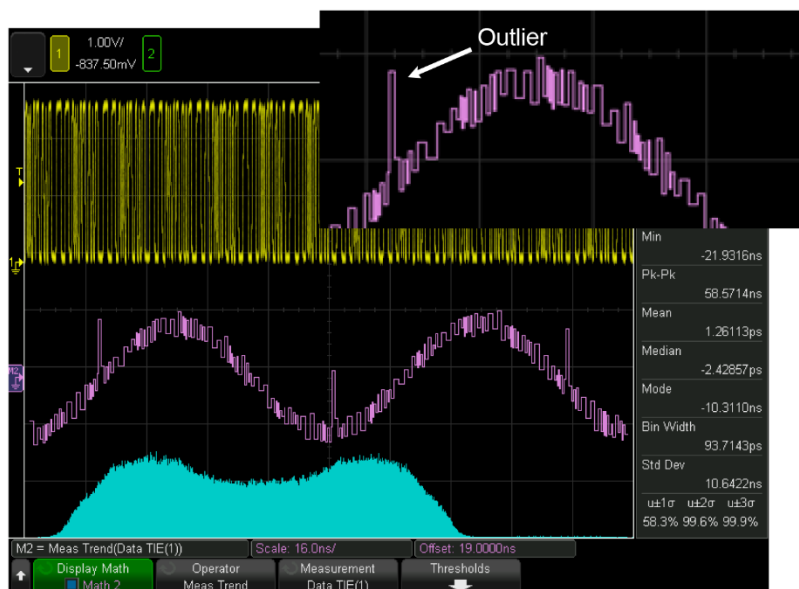 Outlier
1
1.00V/
-837.50mV
2
T
1
M2
Min
-21.9316ns
Pk-Pk
58.5714ns
Mean
1.26113ps
Median
-2.42857ps
Mode
-10.3110ns
Bin Width
93.7143ps
Std Dev
10.6422ns
u±1σ u±2σ u±3σ
58.3% 99.6% 99.9%
M2 = Meas Trend(Data TIE(1))
Scale: 16.0ns/
Offset: 19.0000ns
Display Math
Math 2
Operator
Meas Trend
Measurement
Data TIE(1)
Thresholds